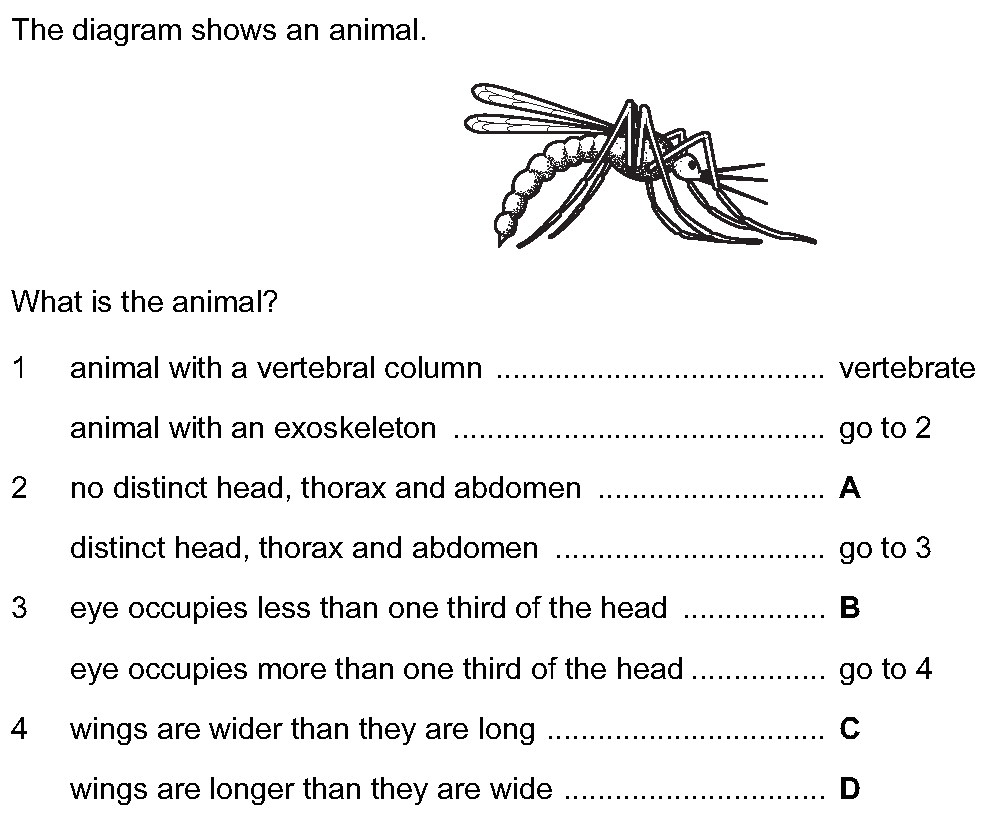 The diagram shows an animal.
What is the animal?
1 animal with a vertebral column ........................................ vertebrate
animal with an exoskeleton ............................................. go to 2
2 no distinct head, thorax and abdomen ........................... A
distinct head, thorax and abdomen ................................ go to 3
3 eye occupies less than one third of the head ................. B
eye occupies more than one third of the head ................ go to 4
4 wings are wider than they are long ................................. C
wings are longer than they are wide ............................... D